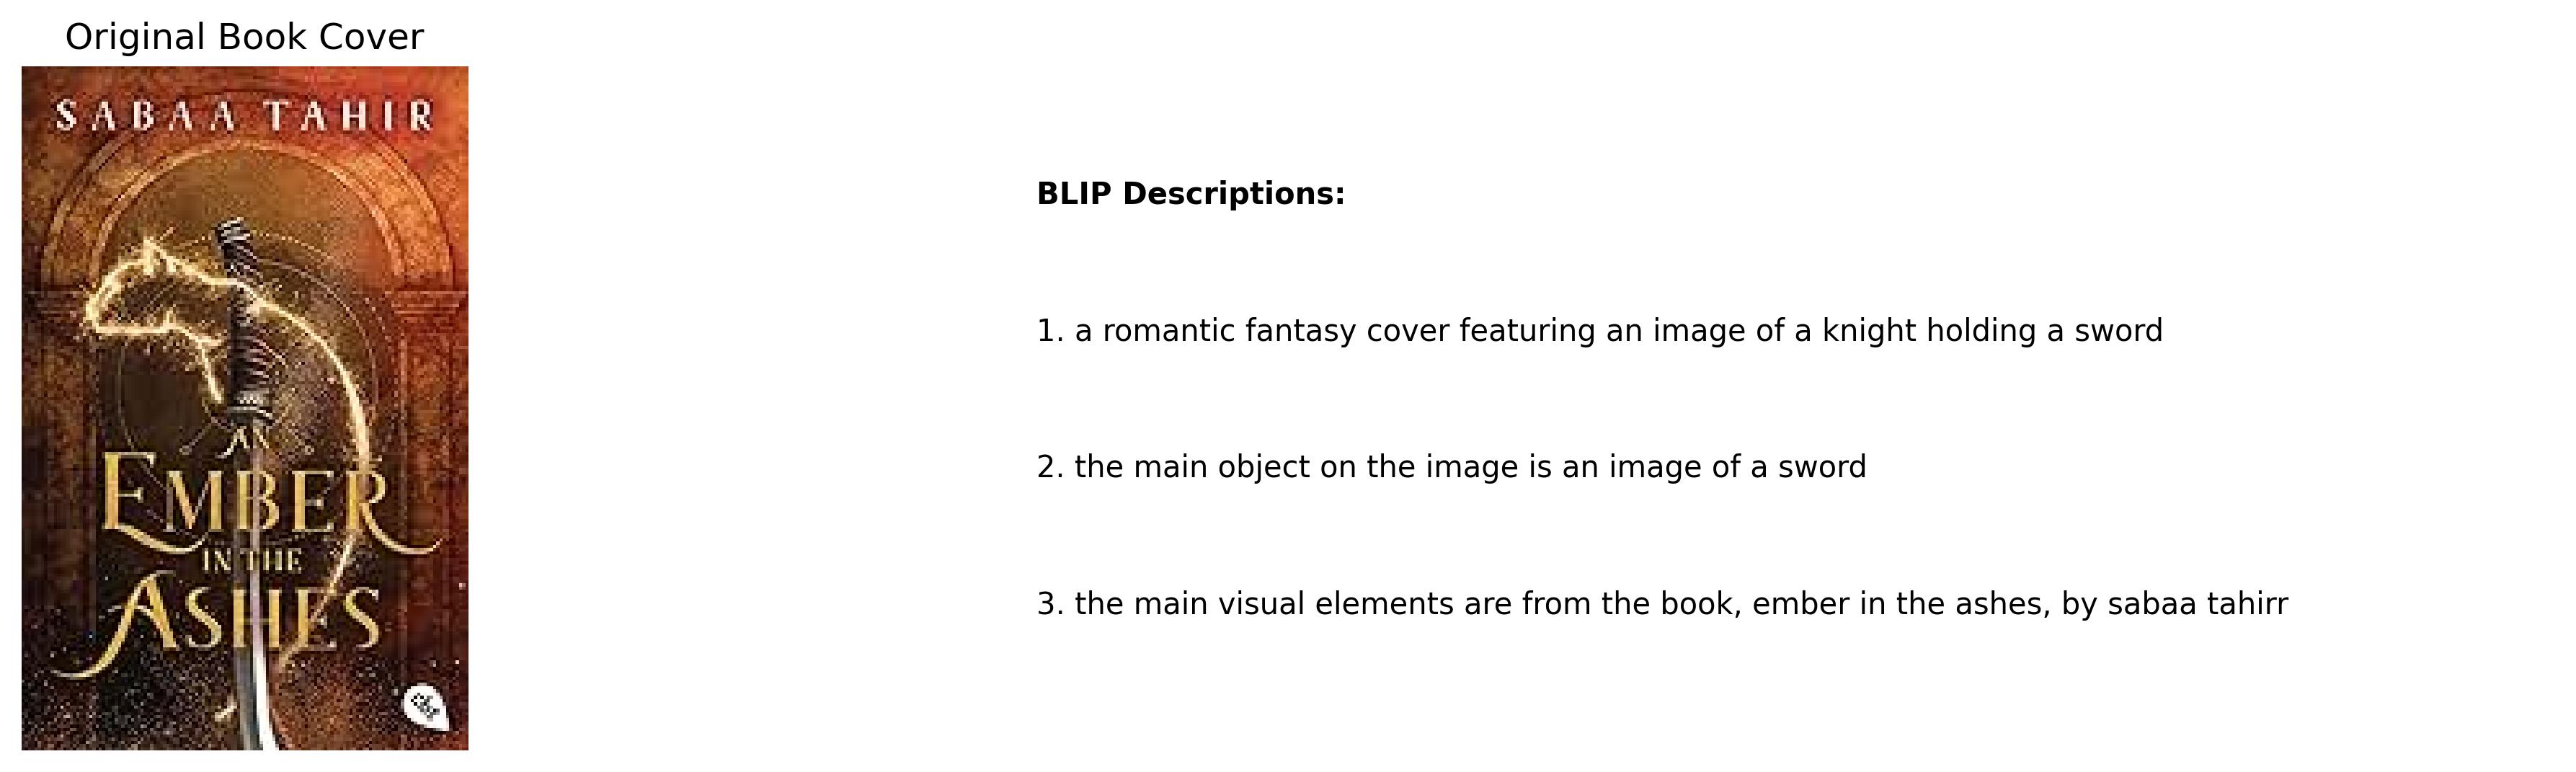 Original Book Cover
SABAA TAHIR
AN
EMBER
IN THE
ASHES
BLIP Descriptions:
1. a romantic fantasy cover featuring an image of a knight holding a sword
2. the main object on the image is an image of a sword
3. the main visual elements are from the book, ember in the ashes, by sabaa tahirr